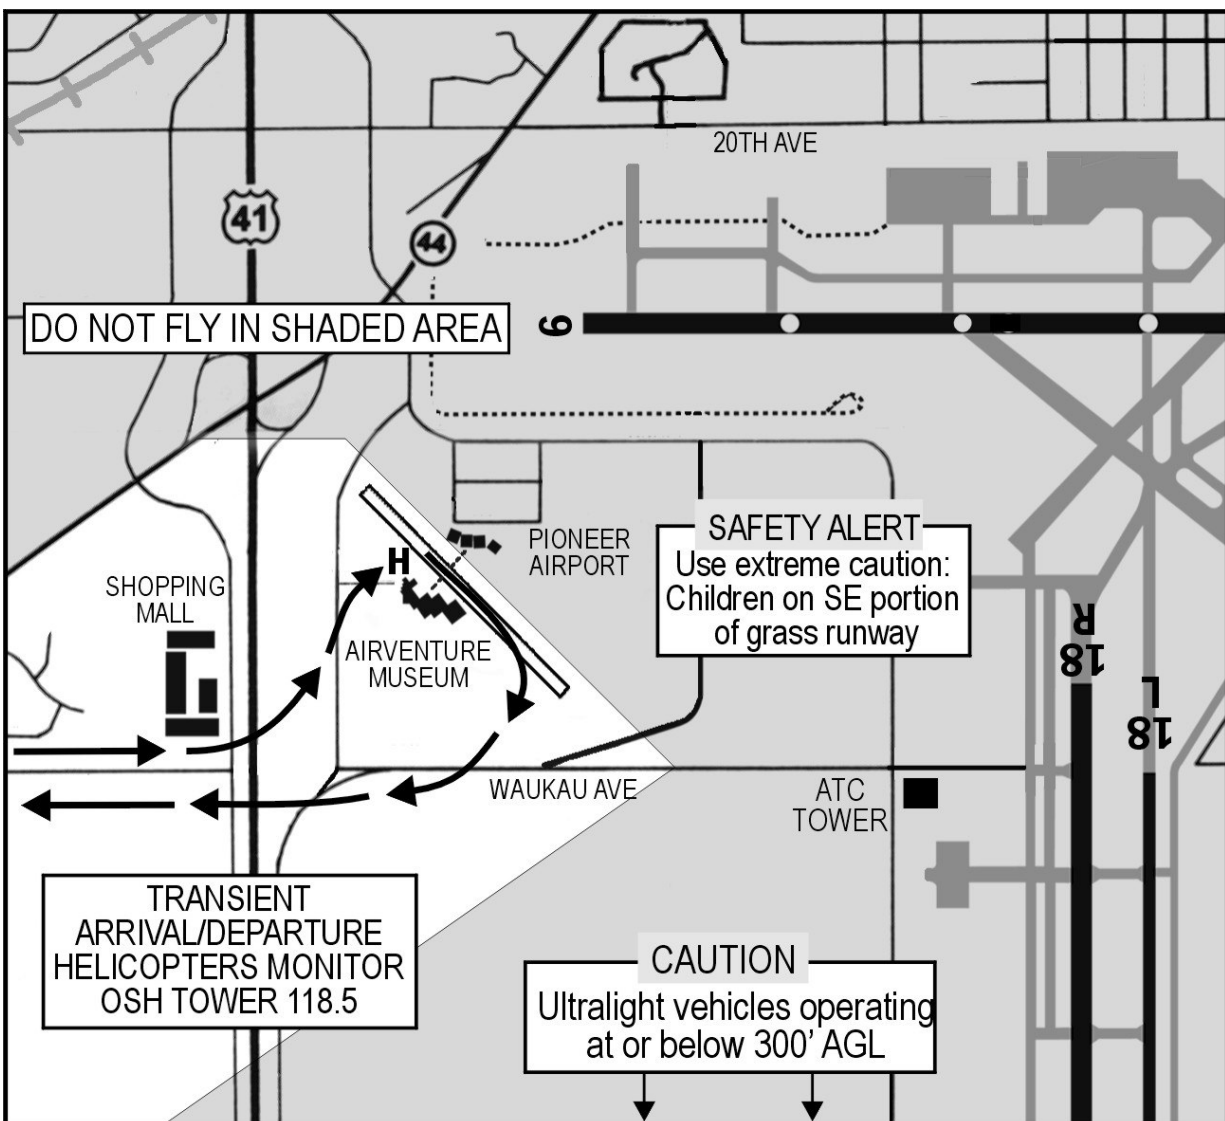 20TH AVE
41
44
DO NOT FLY IN SHADED AREA
9
SAFETY ALERT
Use extreme caution:
Children on SE portion
of grass runway
PIONEER
AIRPORT
H
SHOPPING
MALL
AIRVENTURE
MUSEUM
18 R
18 L
WAUKAU AVE
ATC
TOWER
TRANSIENT
ARRIVAL/DEPARTURE
HELICOPTERS MONITOR
OSH TOWER 118.5
CAUTION
Ultralight vehicles operating
at or below 300’ AGL